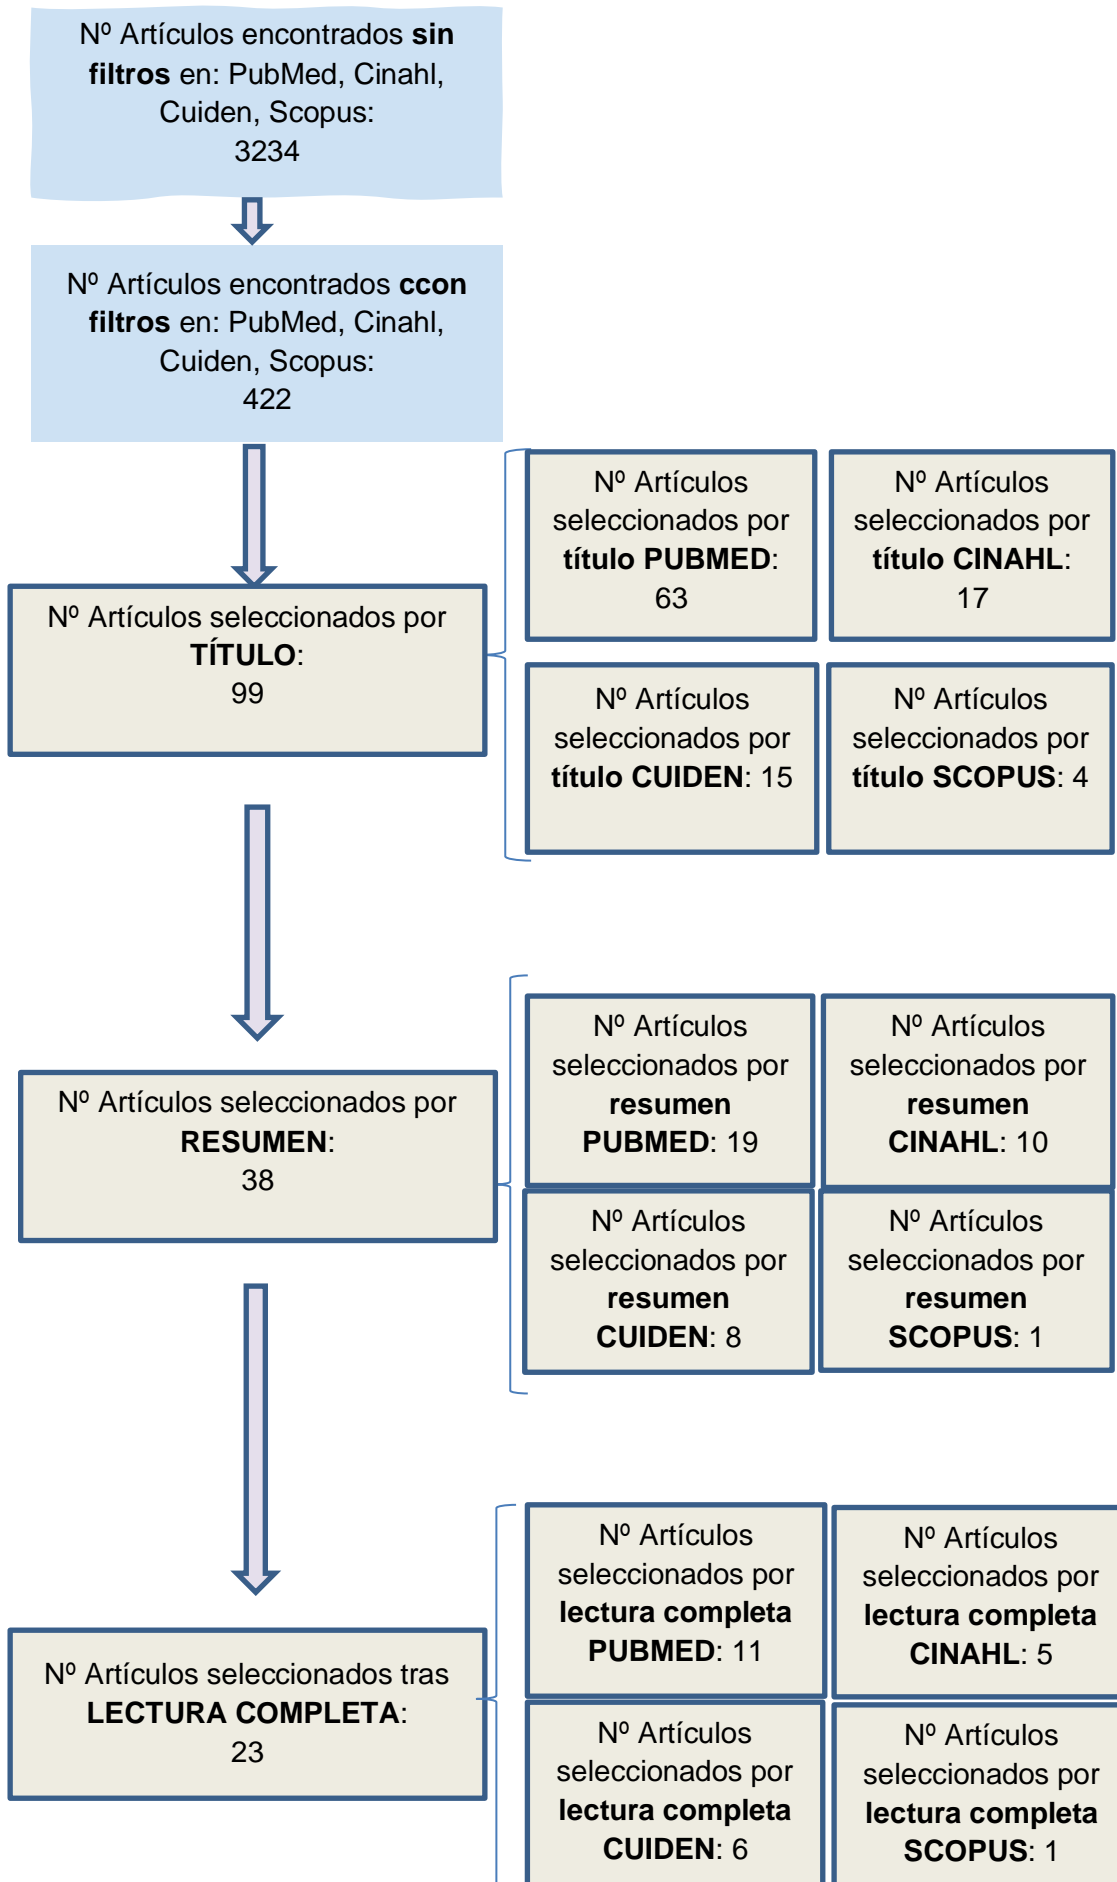 Nº Artículos encontrados sin
filtros en: PubMed, Cinahl,
Cuiden, Scopus:
3234
Nº Artículos encontrados ccon
filtros en: PubMed, Cinahl,
Cuiden, Scopus:
422
Nº Artículos seleccionados por
TÍTULO:
99
Nº Artículos
seleccionados por
título PUBMED:
63
Nº Artículos
seleccionados por
título CINAHL:
17
Nº Artículos
seleccionados por
título CUIDEN: 15
Nº Artículos
seleccionados por
título SCOPUS: 4
Nº Artículos seleccionados por
RESUMEN:
38
Nº Artículos
seleccionados por
resumen
PUBMED: 19
Nº Artículos
seleccionados por
resumen
CINAHL: 10
Nº Artículos
seleccionados por
resumen
CUIDEN: 8
Nº Artículos
seleccionados por
resumen
SCOPUS: 1
Nº Artículos seleccionados tras
LECTURA COMPLETA:
23
Nº Artículos
seleccionados por
lectura completa
PUBMED: 11
Nº Artículos
seleccionados por
lectura completa
CINAHL: 5
Nº Artículos
seleccionados por
lectura completa
CUIDEN: 6
Nº Artículos
seleccionados por
lectura completa
SCOPUS: 1